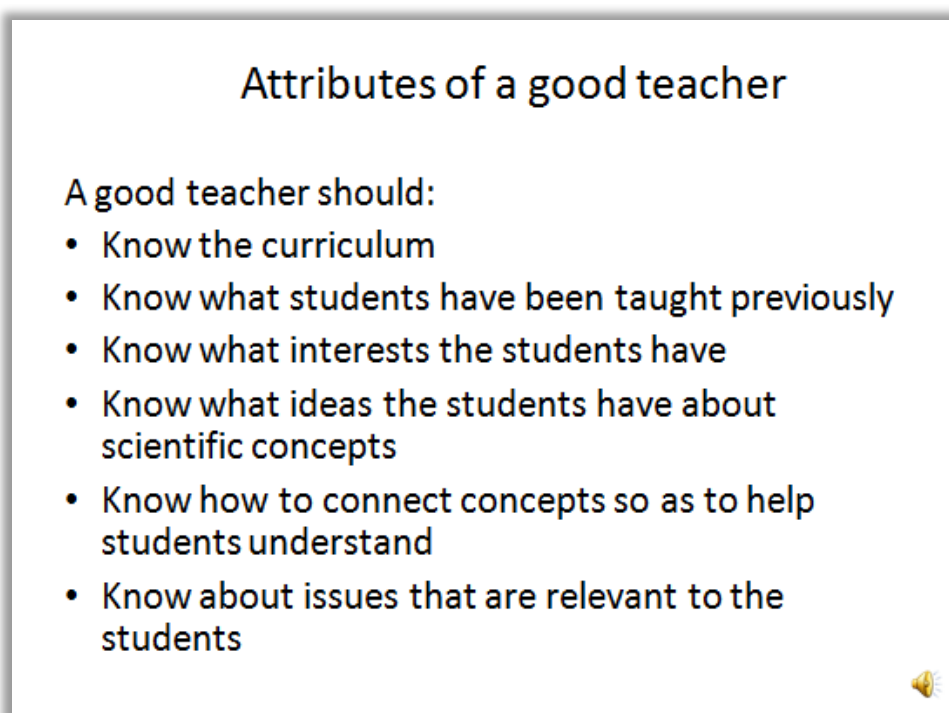 Attributes of a good teacher
A good teacher should:
• Know the curriculum
• Know what students have been taught previously
• Know what interests the students have
• Know what ideas the students have about
scientific concepts
• Know how to connect concepts so as to help
students understand
• Know about issues that are relevant to the
students